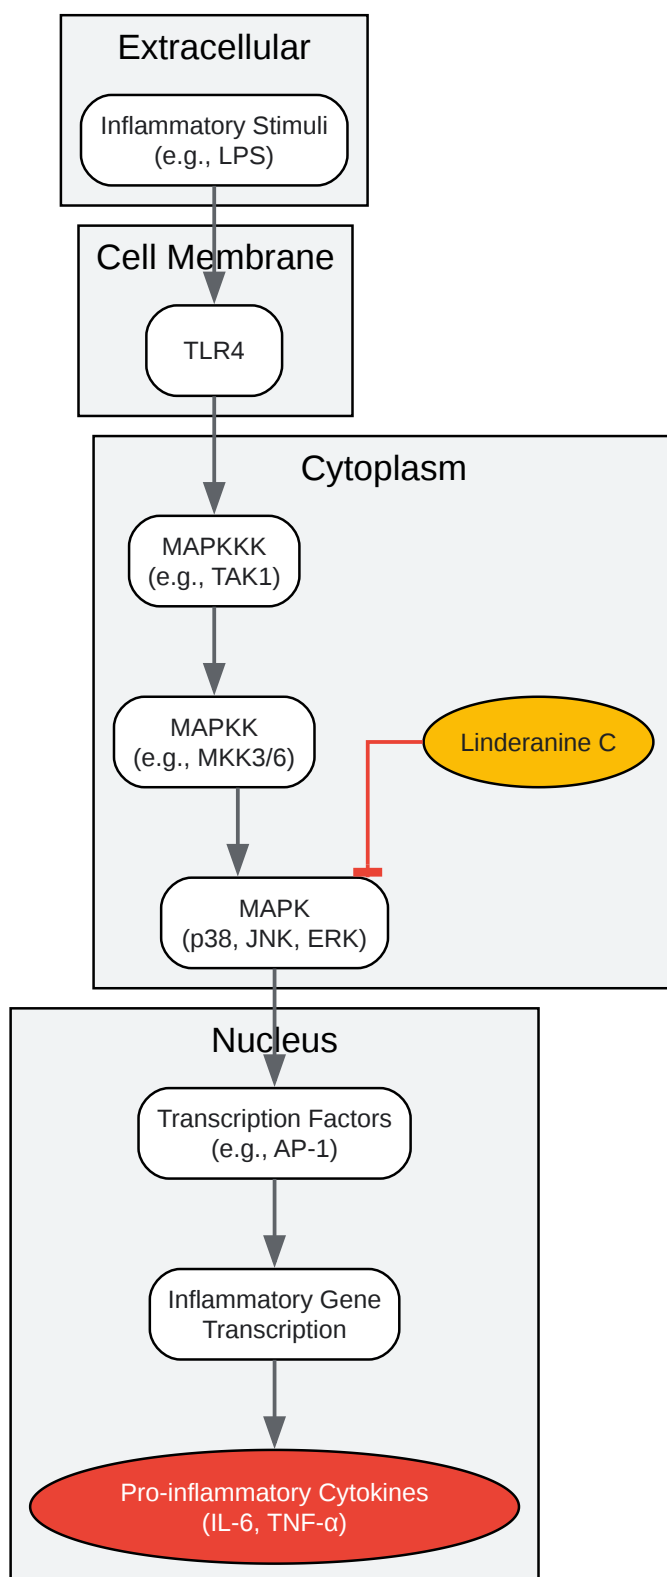 Extracellular
Inflammatory Stimuli
(e.g., LPS)
Cell Membrane
TLR4
Cytoplasm
MAPKKK
(e.g., TAK1)
MAPKK
(e.g., MKK3/6)
Linderanine C
MAPK
(p38, JNK, ERK)
Nucleus
Transcription Factors
(e.g., AP-1)
Inflammatory Gene
Transcription
Pro-inflammatory Cytokines
(IL-6, TNF-α)